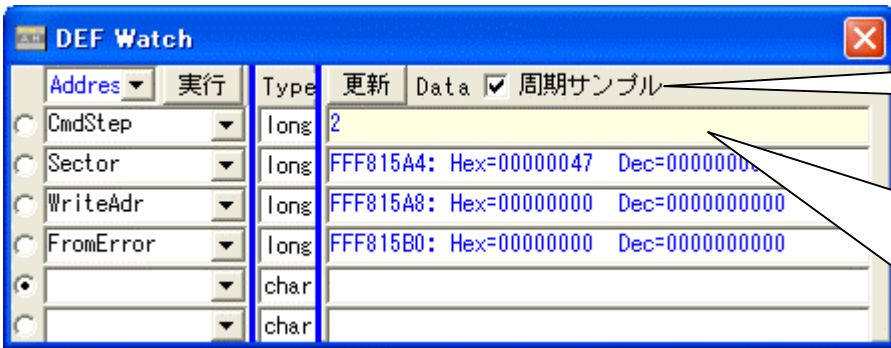 DEF Watch
Addres 実行 Type 更新 Data 周期サンプル
CmdStep long 2
Sector long FFF815A4: Hex=00000047 Dec=00000000
WriteAdr long FFF815A8: Hex=00000000 Dec=0000000000
FromError long FFF815B0: Hex=00000000 Dec=0000000000
char
char